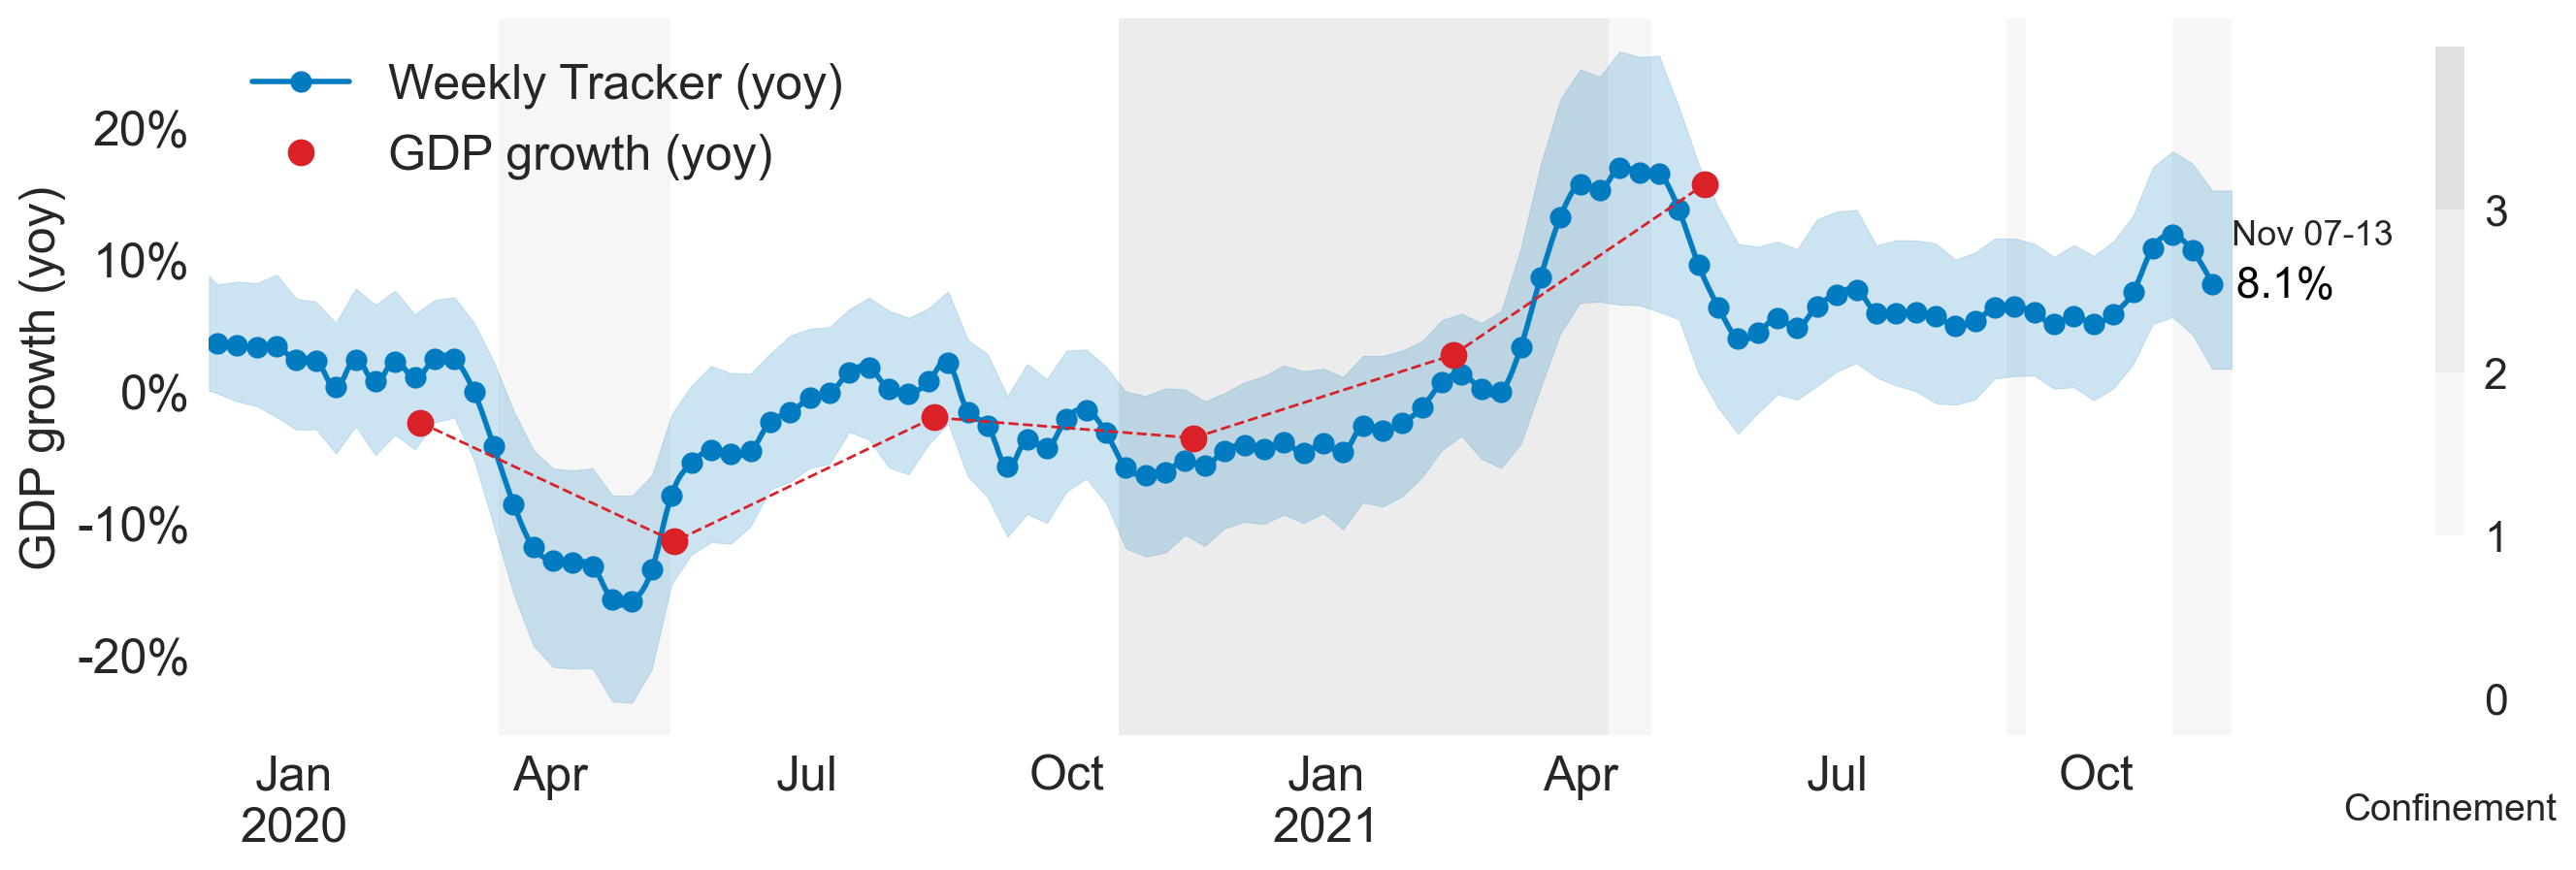 Weekly Tracker (yoy)
GDP growth (yoy)
GDP growth (yoy)
20%
10%
0%
-10%
-20%
Nov 07-13
8.1%
3
2
1
0
Jan Apr Jul Oct Jan Apr Jul Oct
2020 2021
Confinement